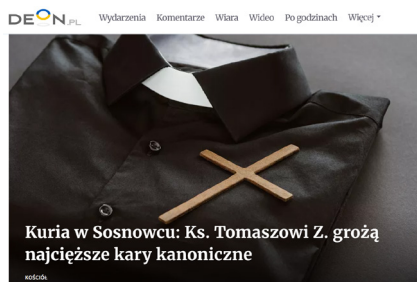 DEON.PL Wydarzenia Komentarze Wiara Wideo Po godzinach Więcej
Kuria w Sosnowcu: Ks. Tomaszowi Z. grożą
najcięższe kary kanoniczne
KOŚCIÓŁ